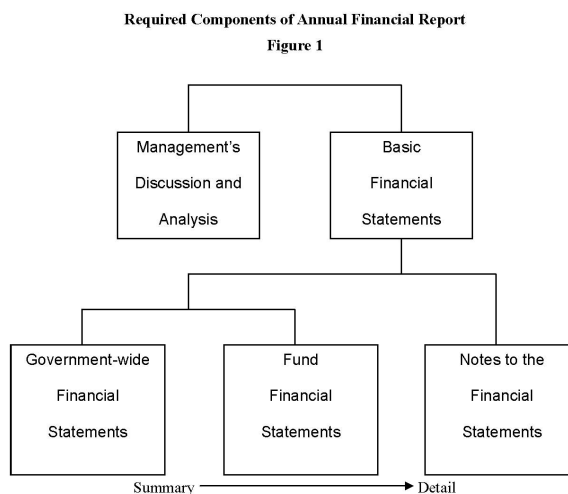 Required Components of Annual Financial Report
Figure 1
Management's
Discussion and
Analysis
Basic
Financial
Statements
Government-wide
Financial
Statements
Fund
Financial
Statements
Notes to the
Financial
Statements
Summary
Detail